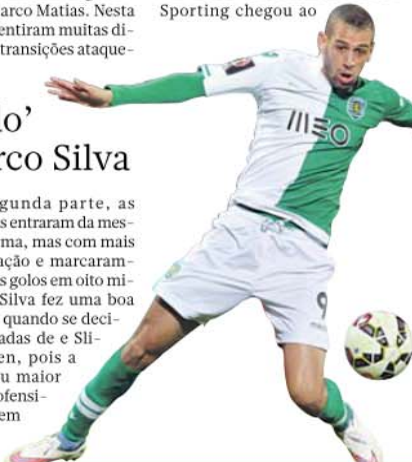 arco Matias. Nesta
entiram muitas di-
transições ataque-
Sporting chegou ao
lo’
rco Silva
gunda parte, as
s entraram da mes-
ma, mas com mais
ação e marcaram-
s golos em oito mi-
Silva fez uma boa
quando se deci-
adas de e Sli-
en, pois a
u maior
ofensi-
em
MEO
9